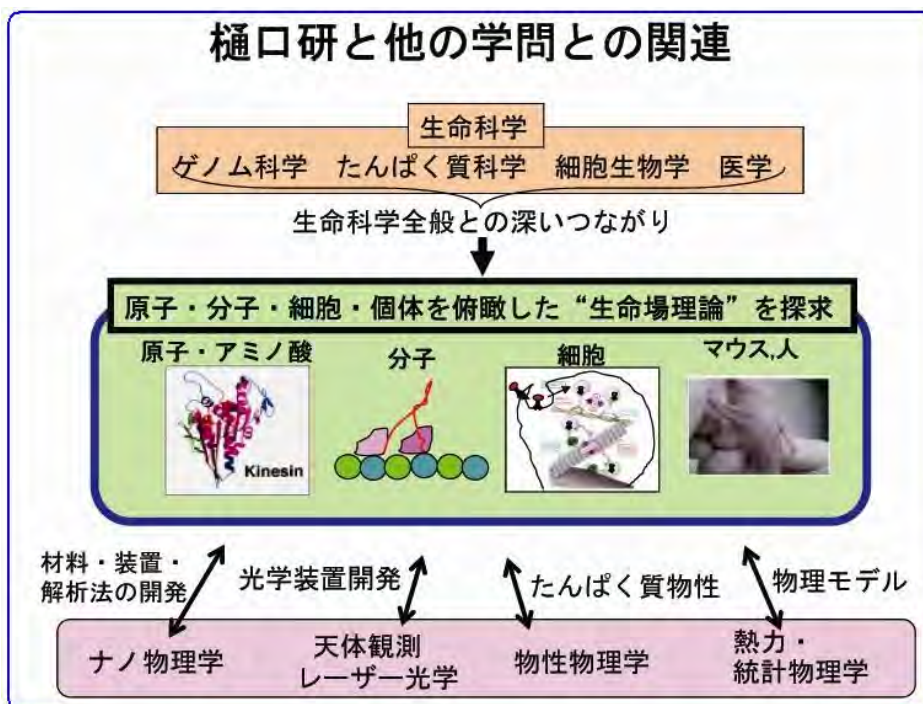 樋口研と他の学問との関連
生命科学
ゲノム科学 たんぱく質科学 細胞生物学 医学
生命科学全般との深いつながり
原子・分子・細胞・個体を俯瞰した“生命場理論”を探求
原子・アミノ酸
分子
細胞
マウス,人
Kinesin
材料・装置・
解析法の開発
光学装置開発
たんぱく質物性
物理モデル
ナノ物理学
天体観測
レーザー光学
物性物理学
熱力・
統計物理学